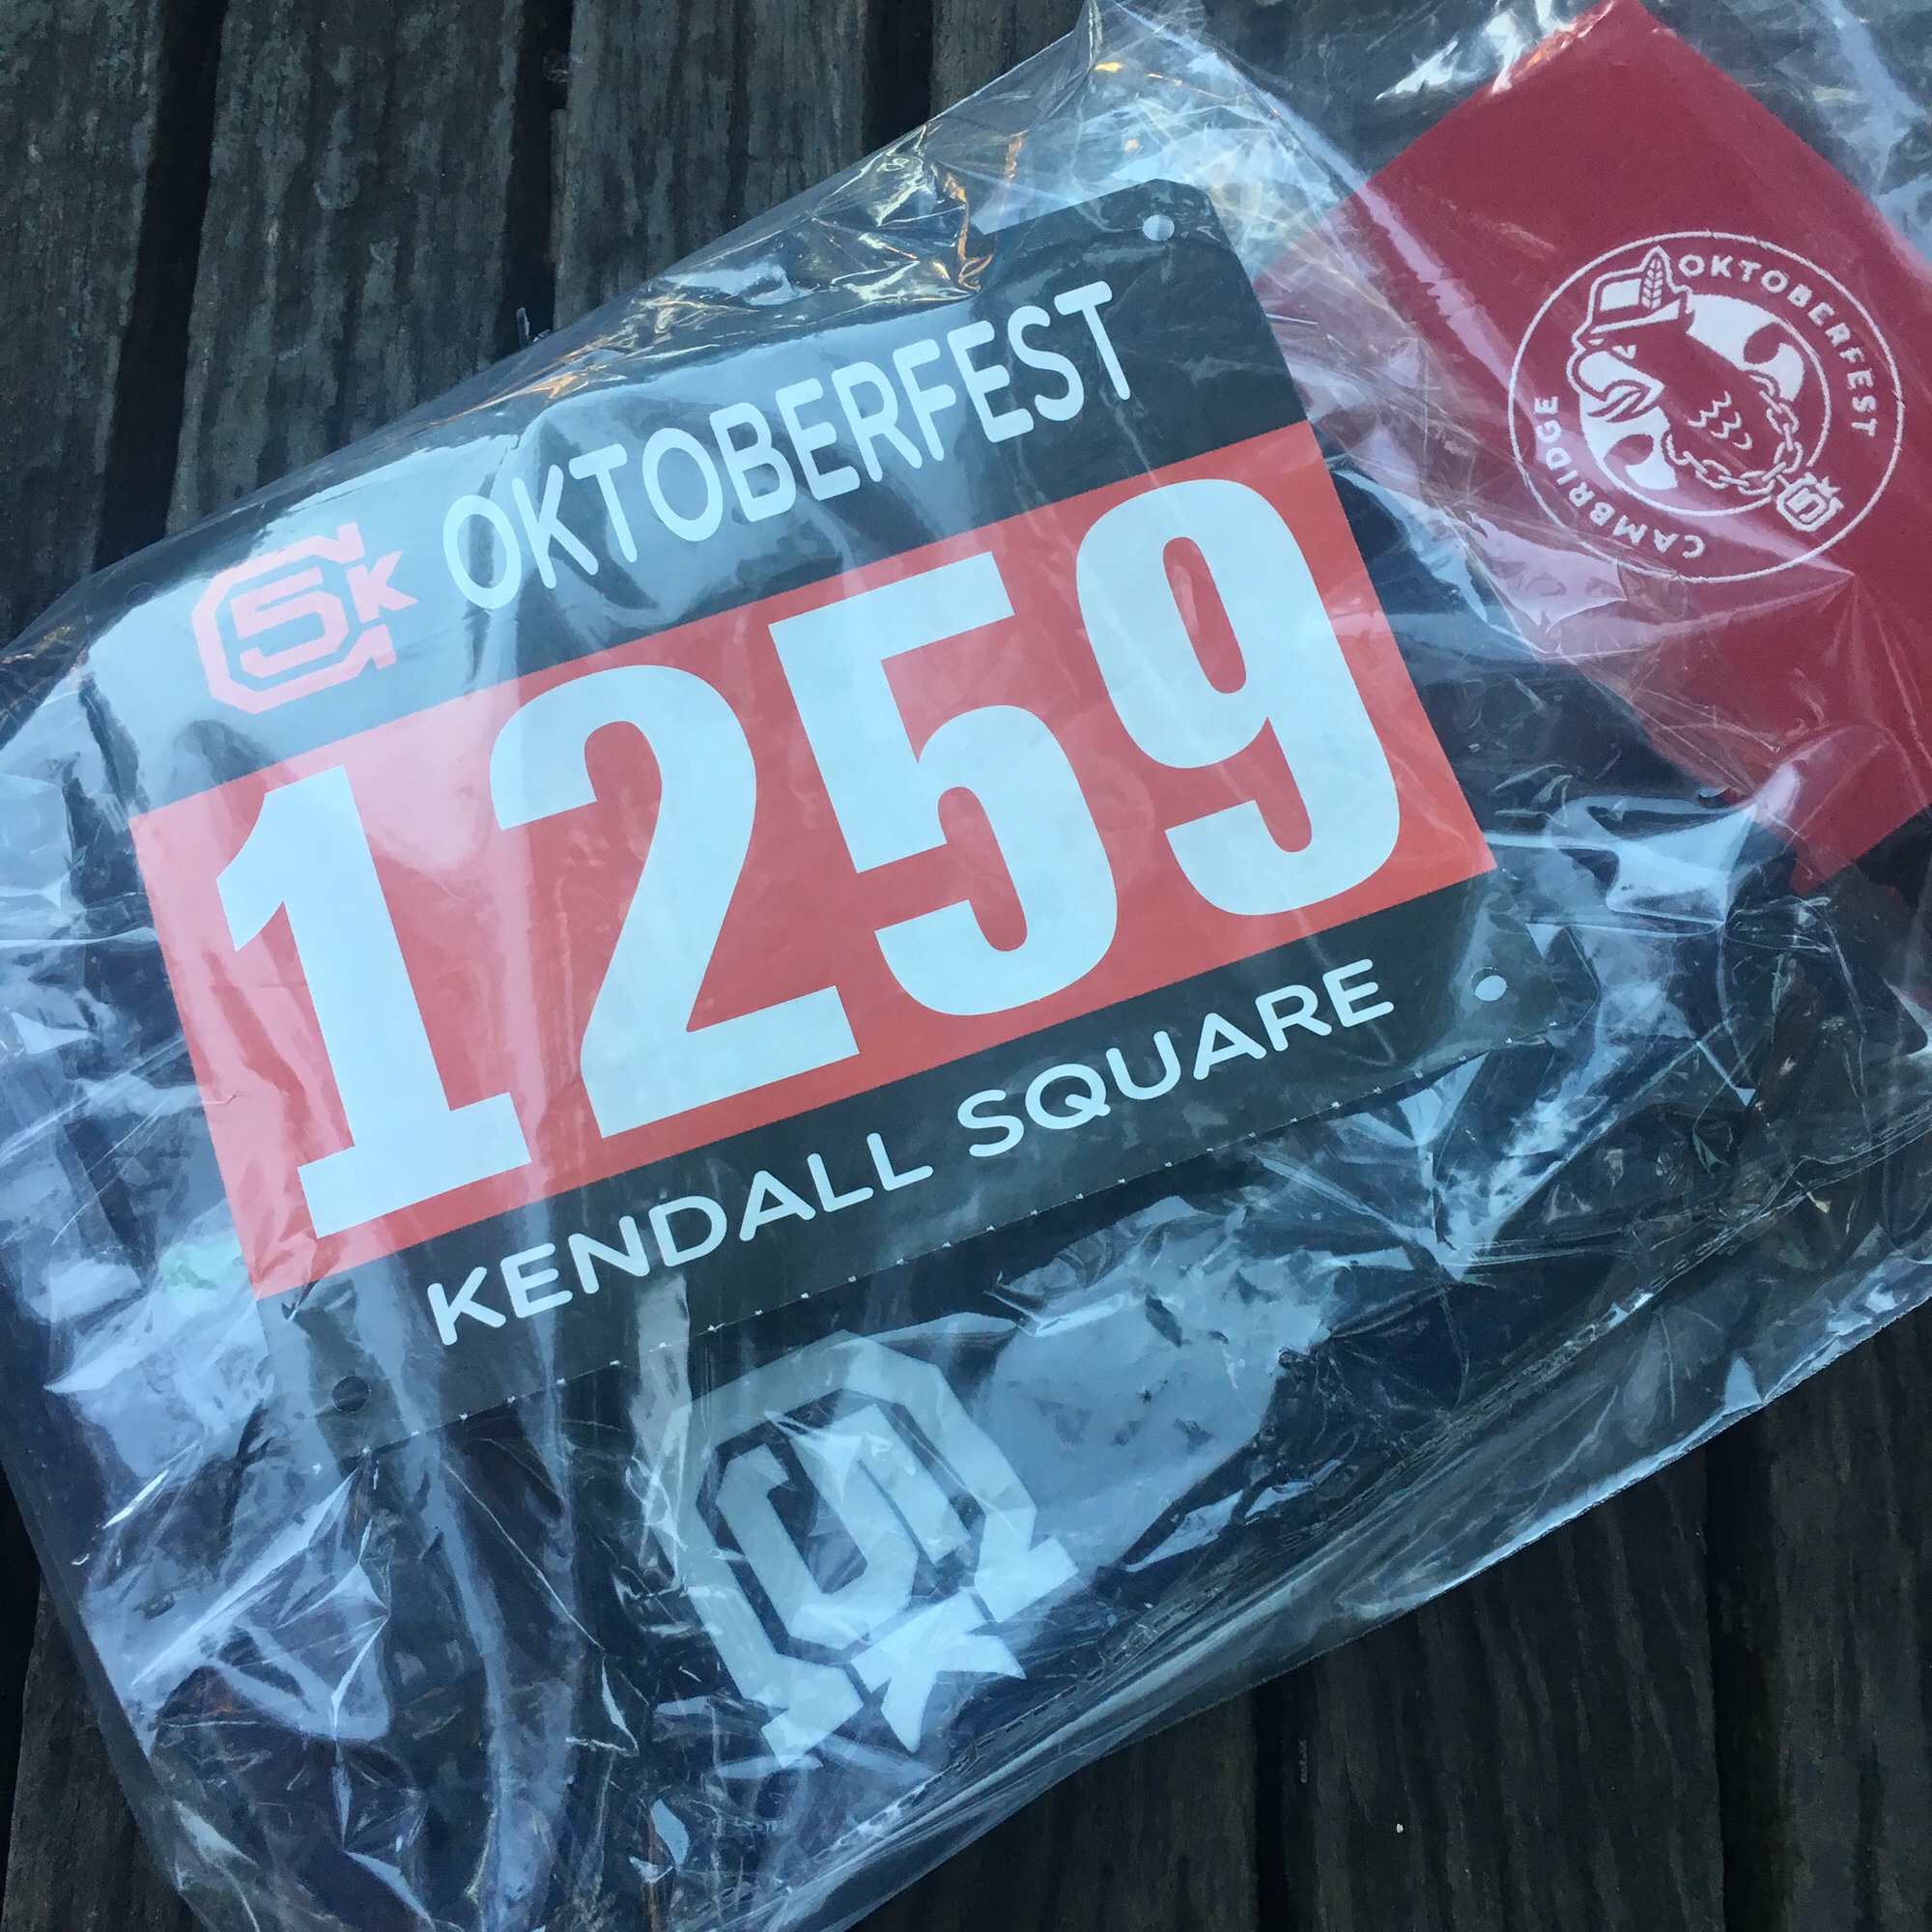 5K OKTOBERFEST
1259
KENDALL SQUARE
OKTOBERFEST
CAMBRIDGE